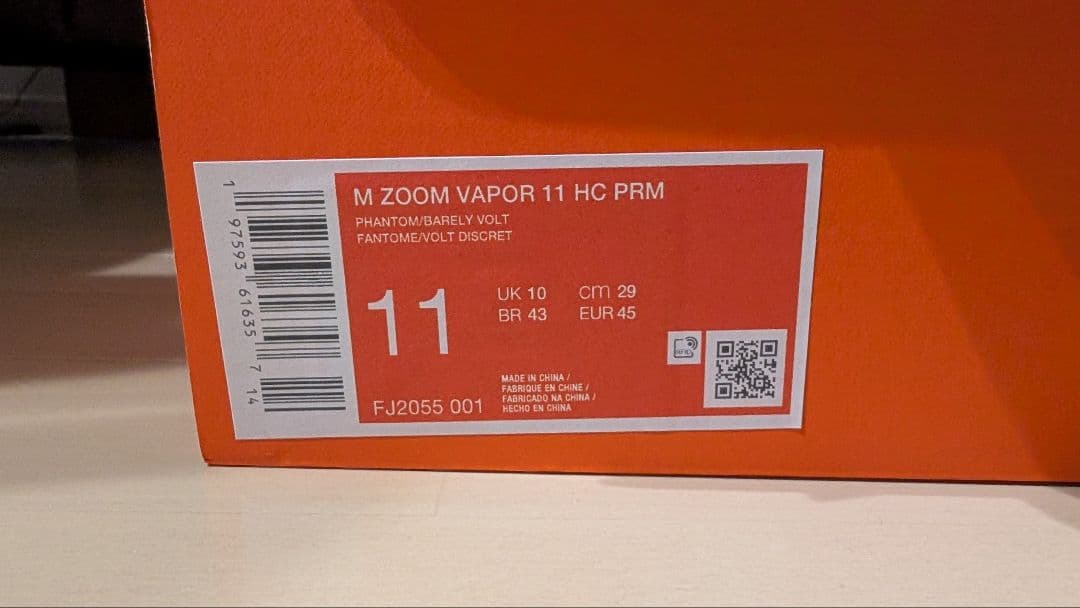 M ZOOM VAPOR 11 HC PRM
PHANTOM/BARELY VOLT
FANTOME/VOLT DISCRET
11
UK 10 cm 29
BR 43 EUR 45
MADE IN CHINA /
FABRIQUE EN CHINE /
FABRICADO NA CHINA /
HECHO EN CHINA
FJ2055 001
RFID
1 97593 61635 7 14